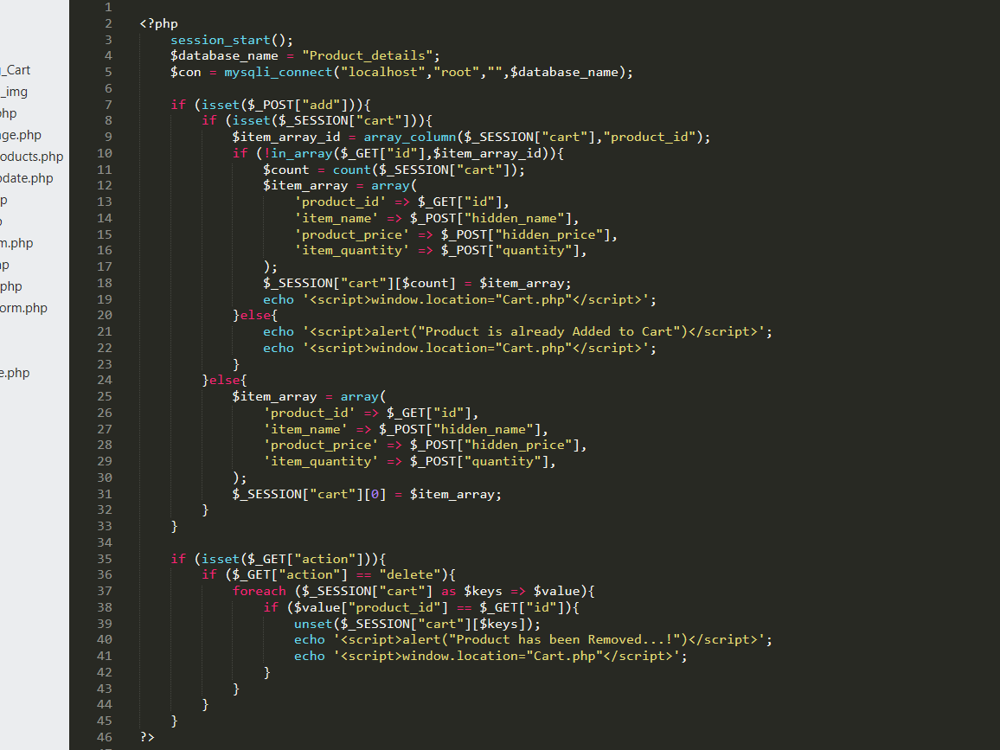 _Cart
_img
hp
ge.php
oducts.php
date.php
p
m.php
p
php
orm.php
e.php
1
2 <?php
3 session_start();
4 $database_name = "Product_details";
5 $con = mysqli_connect("localhost","root","",$database_name);
6
7 if (isset($_POST["add"])){
8 if (isset($_SESSION["cart"])){
9 $item_array_id = array_column($_SESSION["cart"],"product_id");
10 if (!in_array($_GET["id"],$item_array_id)){
11 $count = count($_SESSION["cart"]);
12 $item_array = array(
13 'product_id' => $_GET["id"],
14 'item_name' => $_POST["hidden_name"],
15 'product_price' => $_POST["hidden_price"],
16 'item_quantity' => $_POST["quantity"],
17 );
18 $_SESSION["cart"][$count] = $item_array;
19 echo '<script>window.location="Cart.php"</script>';
20 }else{
21 echo '<script>alert("Product is already Added to Cart")</script>';
22 echo '<script>window.location="Cart.php"</script>';
23 }
24 }else{
25 $item_array = array(
26 'product_id' => $_GET["id"],
27 'item_name' => $_POST["hidden_name"],
28 'product_price' => $_POST["hidden_price"],
29 'item_quantity' => $_POST["quantity"],
30 );
31 $_SESSION["cart"][0] = $item_array;
32 }
33 }
34
35 if (isset($_GET["action"])){
36 if ($_GET["action"] == "delete"){
37 foreach ($_SESSION["cart"] as $keys => $value){
38 if ($value["product_id"] == $_GET["id"]){
39 unset($_SESSION["cart"][$keys]);
40 echo '<script>alert("Product has been Removed...!")</script>';
41 echo '<script>window.location="Cart.php"</script>';
42 }
43 }
44 }
45 }
46 ?>